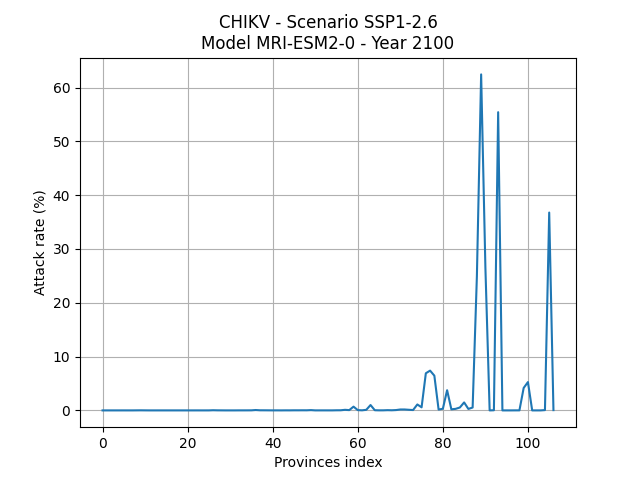 CHIKV - Scenario SSP1-2.6
Model MRI-ESM2-0 - Year 2100
60
50
40
30
20
10
0
Attack rate (%)
0 20 40 60 80 100
Provinces index